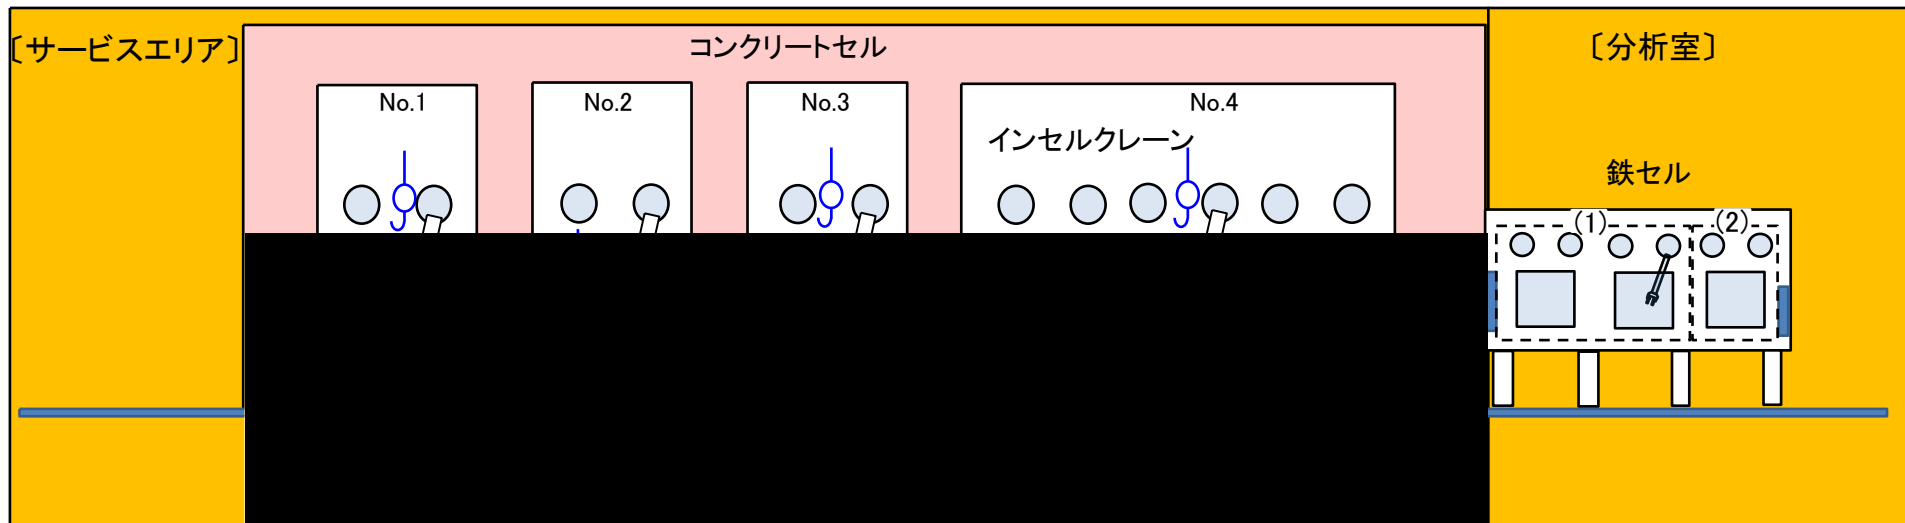 〔サービスエリア〕
コンクリートセル
〔分析室〕
No.1
No.2
No.3
No.4
インセルクレーン
鉄セル
(1)
(2)